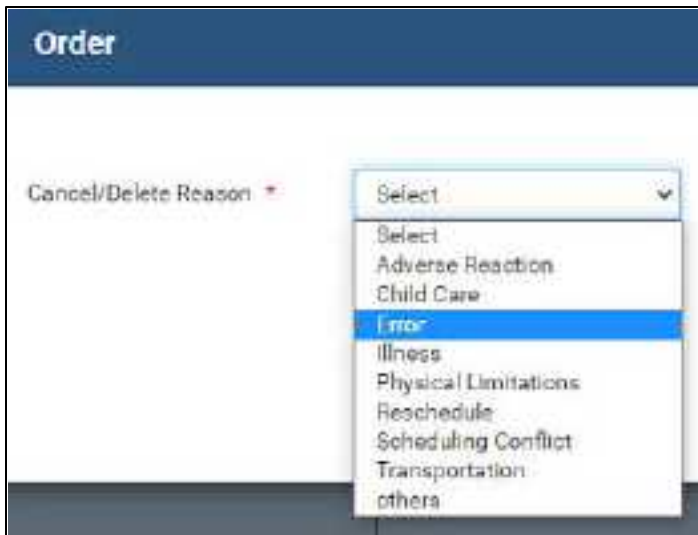 Order
Cancel/Delete Reason *
Select
Select
Adverse Reaction
Child Care
Error
Illness
Physical Limitations
Reschedule
Scheduling Conflict
Transportation
others